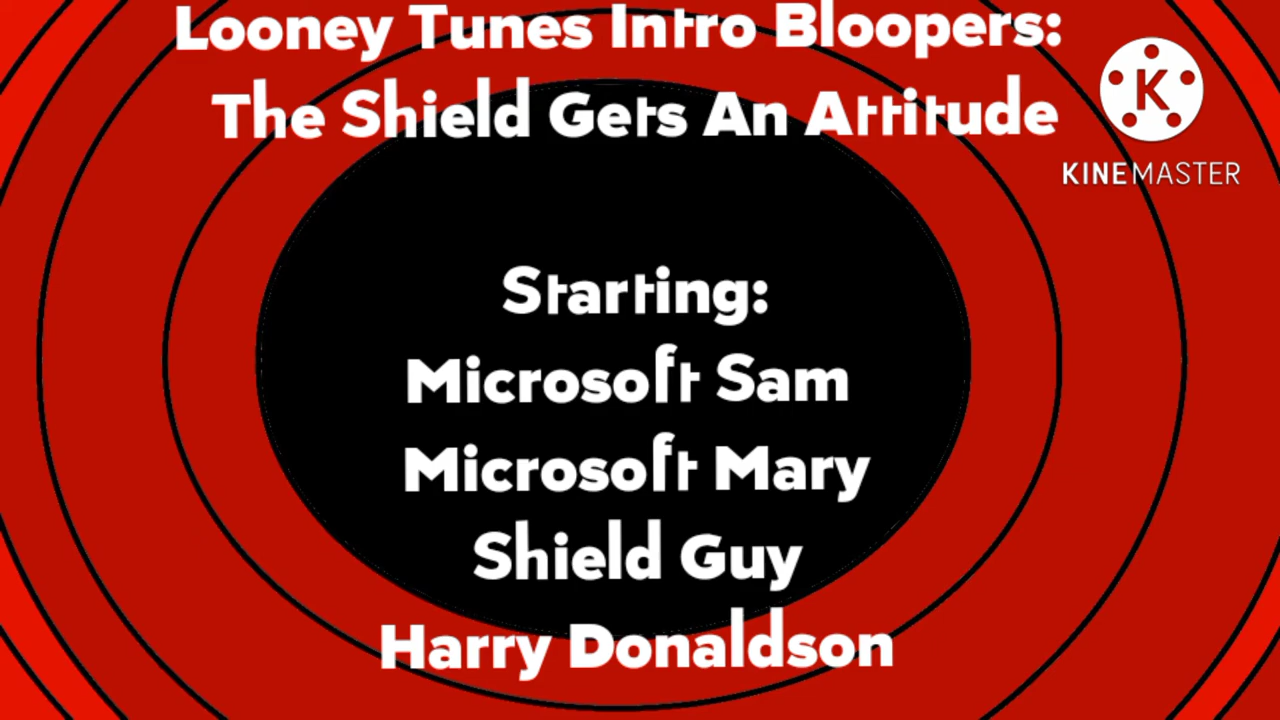 Looney Tunes Intro Bloopers:
The Shield Gets An Attitude
K
KINEMASTER
Starting:
Microsoft Sam
Microsoft Mary
Shield Guy
Harry Donaldson